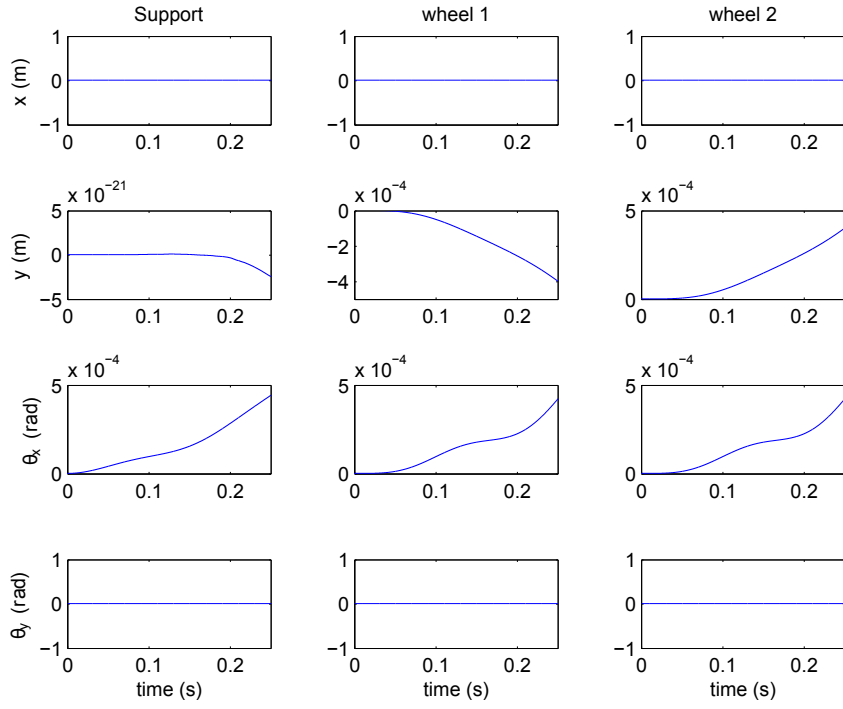 Support wheel 1 wheel 2
x (m)
1 0 −1 0 0.1 0.2
1 0 −1 0 0.1 0.2
1 0 −1 0 0.1 0.2
y (m)
x 10−21 5 0 −5 0 0.1 0.2
x 10−4 0 −2 −4 0 0.1 0.2
x 10−4 5 0 0 0.1 0.2
θx (rad)
x 10−4 5 0 0 0.1 0.2
x 10−4 5 0 0 0.1 0.2
x 10−4 5 0 0 0.1 0.2
θy (rad)
1 0 −1 0 0.1 0.2
1 0 −1 0 0.1 0.2
1 0 −1 0 0.1 0.2
time (s) time (s) time (s)